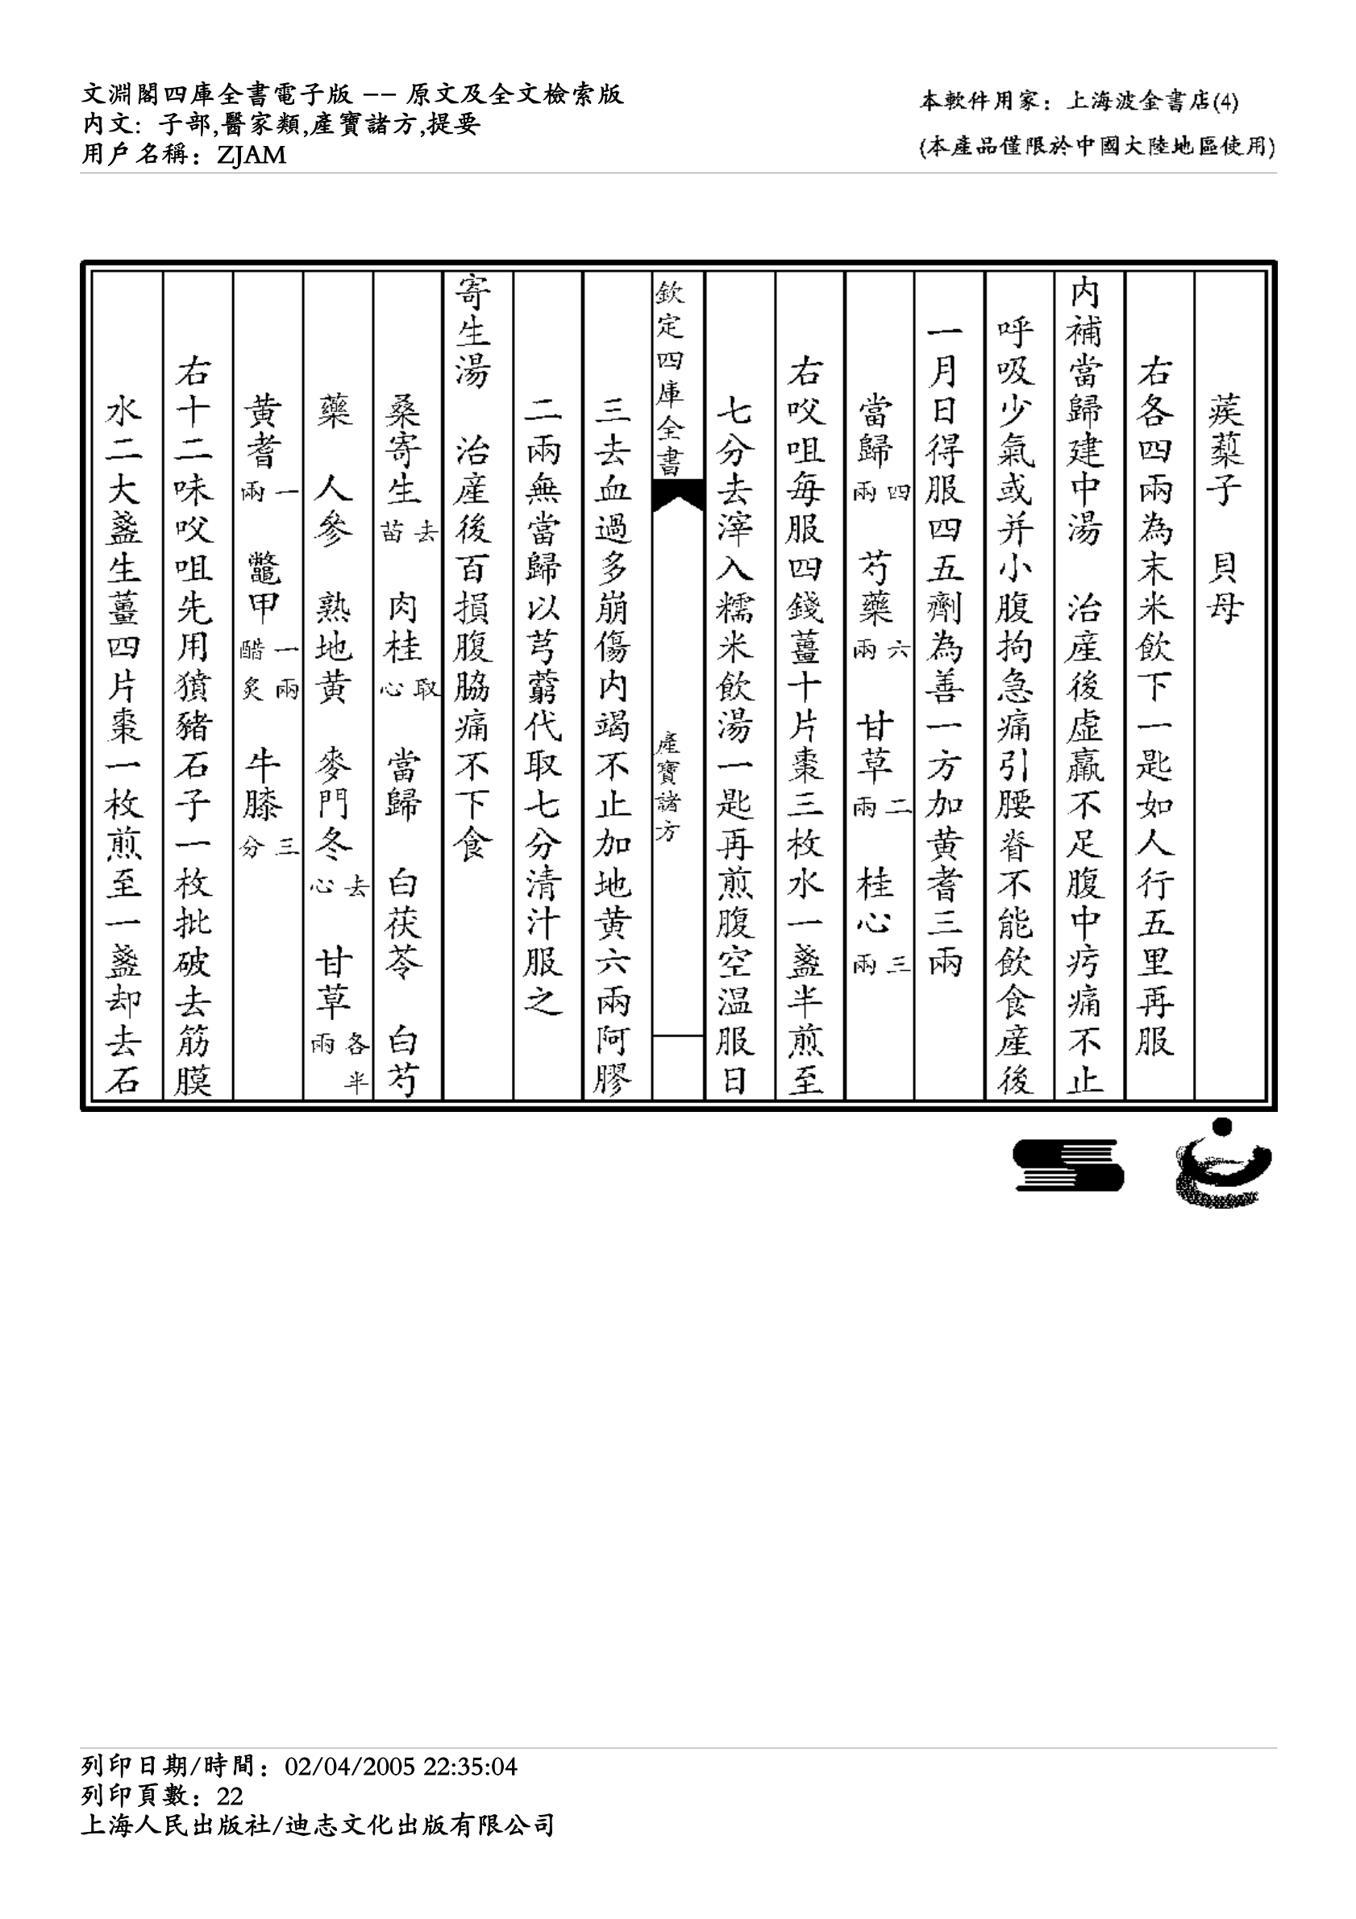 文淵閣四庫全書電子版 −− 原文及全文檢索版
內文: 子部,醫家類,產寶諸方,提要
用戶名稱: ZJAM
本軟件用家: 上海波金書店(4)
(本產品僅限於中國大陸地區使用)
蒺蔾子 貝母
右各四兩為末米飲下一匙如人行五里再服
内補當歸建中湯 治産後虛羸不足腹中疞痛不止
呼吸少氣或并小腹拘急痛引腰脊不能飲食産後
一月日得服四五劑為善一方加黄耆三兩
當歸四兩 芍藥六兩 甘草二兩 桂心三兩
右㕮咀毎服四錢薑十片棗三枚水一盞半煎至
七分去滓入糯米飲湯一匙再煎腹空温服日
欽定四庫全書 産寶諸方
三去血過多崩傷内竭不止加地黄六兩阿膠
二兩無當歸以芎藭代取七分清汁服之
寄生湯 治産後百損腹脇痛不下食
桑寄生去苗 肉桂取心 當歸 白茯苓 白芍
藥 人參 熟地黄 麥門冬去心 甘草各半兩
黄耆一兩 鼈甲一兩醋炙 牛膝三分
右十二味㕮咀先用獖豬石子一枚批破去筋膜
水二大盞生薑四片棗一枚煎至一盞却去石
列印日期/時間: 02/04/2005 22:35:04
列印頁數: 22
上海人民出版社/迪志文化出版有限公司